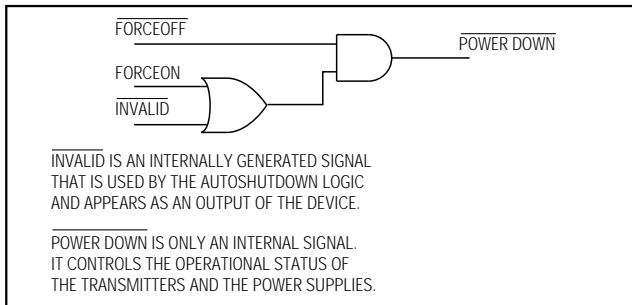 FORCEOFF
POWER DOWN
FORCEON
INVALID
INVALID IS AN INTERNALLY GENERATED SIGNAL
THAT IS USED BY THE AUTOSHUTDOWN LOGIC
AND APPEARS AS AN OUTPUT OF THE DEVICE.
POWER DOWN IS ONLY AN INTERNAL SIGNAL.
IT CONTROLS THE OPERATIONAL STATUS OF
THE TRANSMITTERS AND THE POWER SUPPLIES.